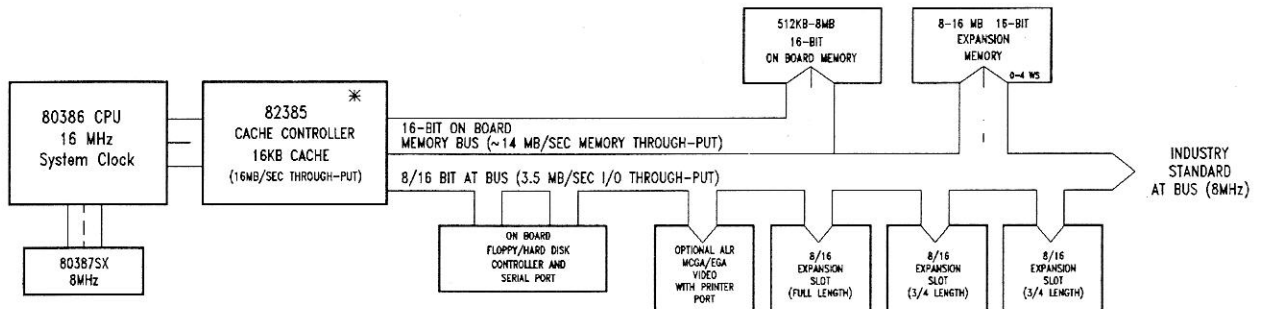 512KB-8MB
16-BIT
ON BOARD MEMORY
8-16 MB 16-BIT
EXPANSION
MEMORY
0-4 WS
80386 CPU
16 MHz
System Clock
*
82385
CACHE CONTROLLER
16KB CACHE
(16MB/SEC THROUGH-PUT)
16-BIT ON BOARD
MEMORY BUS (~14 MB/SEC MEMORY THROUGH-PUT)
8/16 BIT AT BUS (3.5 MB/SEC I/O THROUGH-PUT)
INDUSTRY
STANDARD
AT BUS (8MHz)
80387SX
8MHz
ON BOARD
FLOPPY/HARD DISK
CONTROLLER AND
SERIAL PORT
OPTIONAL ALR
MCGA/EGA
VIDEO
WITH PRINTER
PORT
8/16
EXPANSION
SLOT
(FULL LENGTH)
8/16
EXPANSION
SLOT
(3/4 LENGTH)
8/16
EXPANSION
SLOT
(3/4 LENGTH)